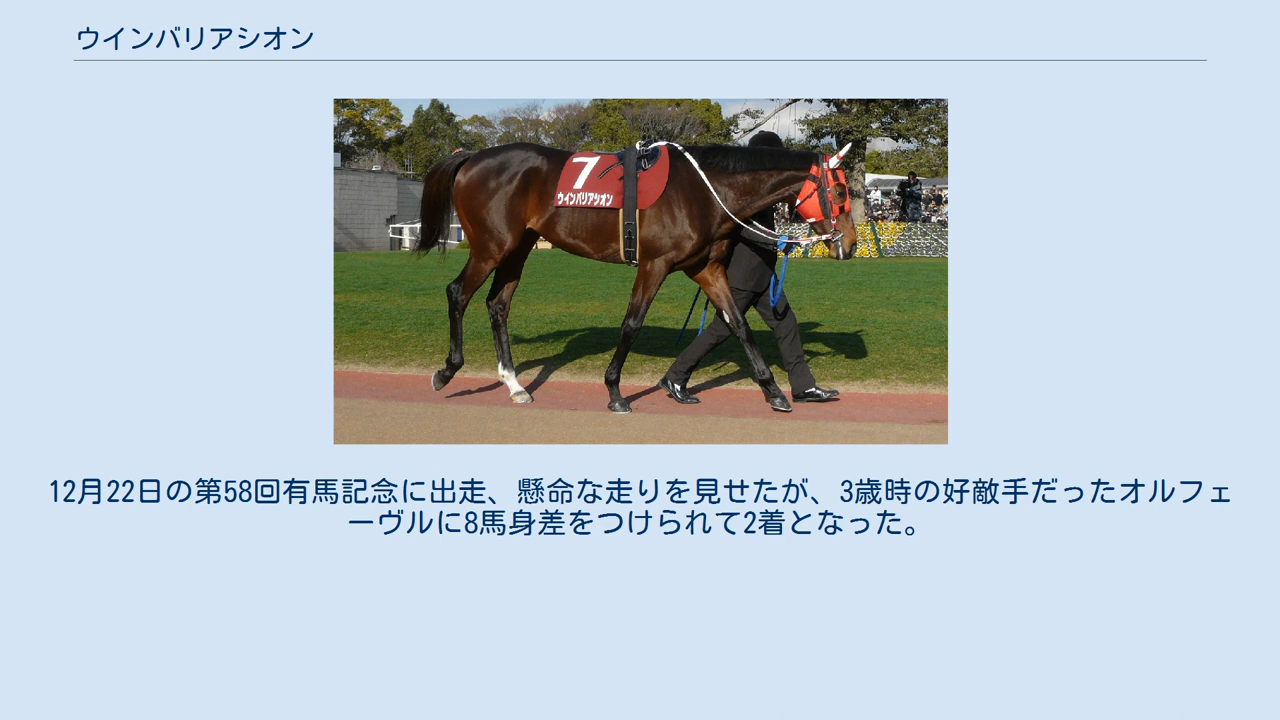 ウインバリアシオン
7
ウインバリアシオン
12月22日の第58回有馬記念に出走、懸命な走りを見せたが、3歳時の好敵手だったオルフェ
ーヴルに8馬身差をつけられて2着となった。